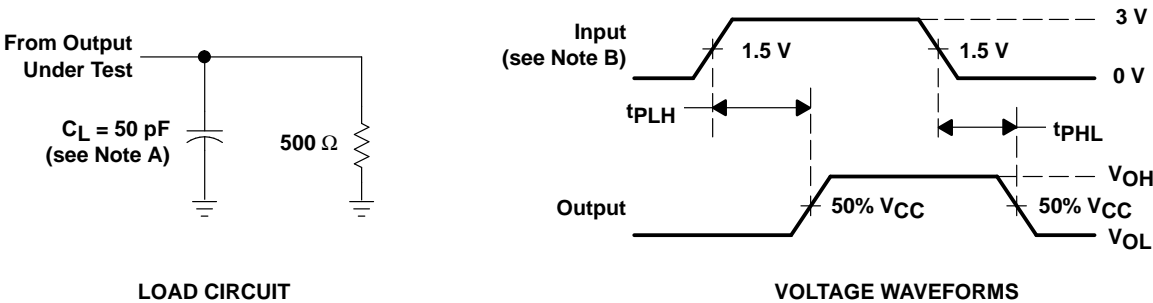 From Output
Under Test
CL = 50 pF
(see Note A)
500 Ω
LOAD CIRCUIT
Input
(see Note B)
1.5 V
1.5 V
3 V
0 V
tPLH
tPHL
Output
50% VCC
VOH
50% VCC
VOL
VOLTAGE WAVEFORMS